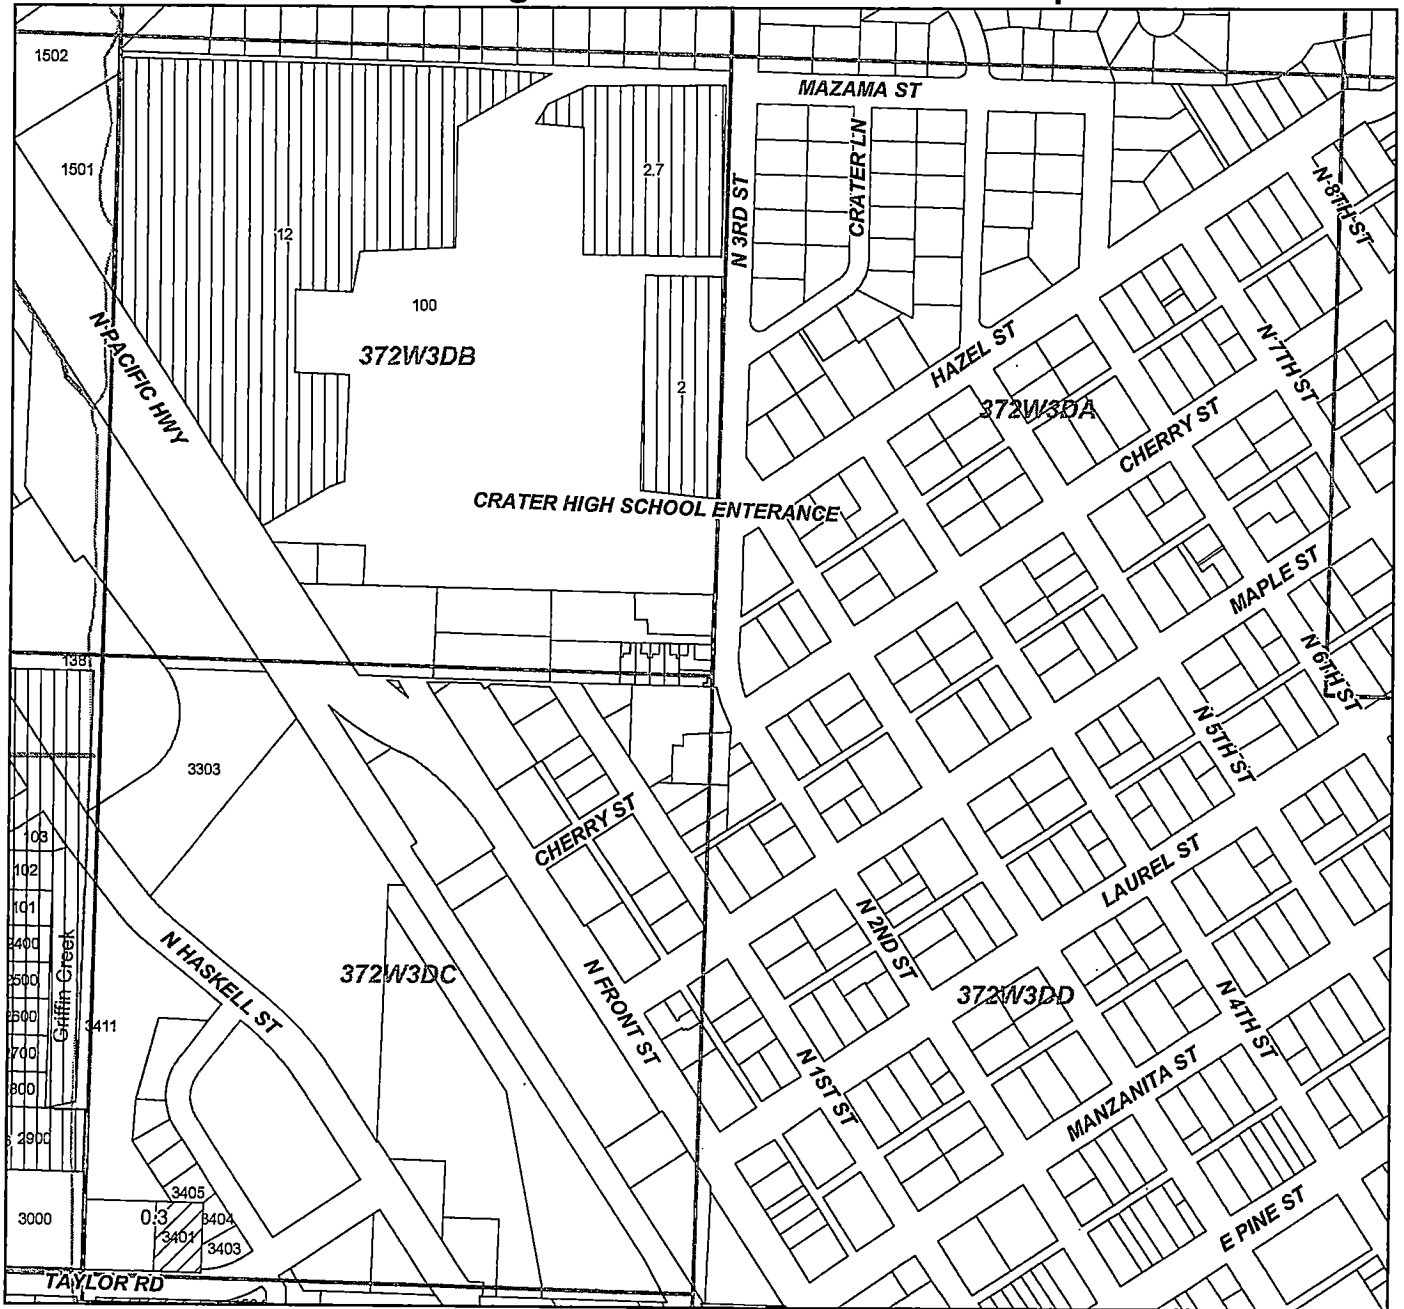 1502
MAZAMA ST
1501
2.7
CRATER LN
N 8TH ST
N 3RD ST
12
100
N PACIFIC HWY
372W3DB
HAZEL ST
N 7TH ST
2
372W3DA
CHERRY ST
CRATER HIGH SCHOOL ENTERANCE
MAPLE ST
138
N 6TH ST
N 5TH ST
3303
CHERRY ST
103
102
LAUREL ST
101
N 2ND ST
N HASKELL ST
372W3DC
Griffin Creek
N FRONT ST
372W3DD
N 4TH ST
3411
N 1ST ST
MANZANITA ST
2900
3405
3000
0.3
3404
3401
3403
E PINE ST
TAYLOR RD